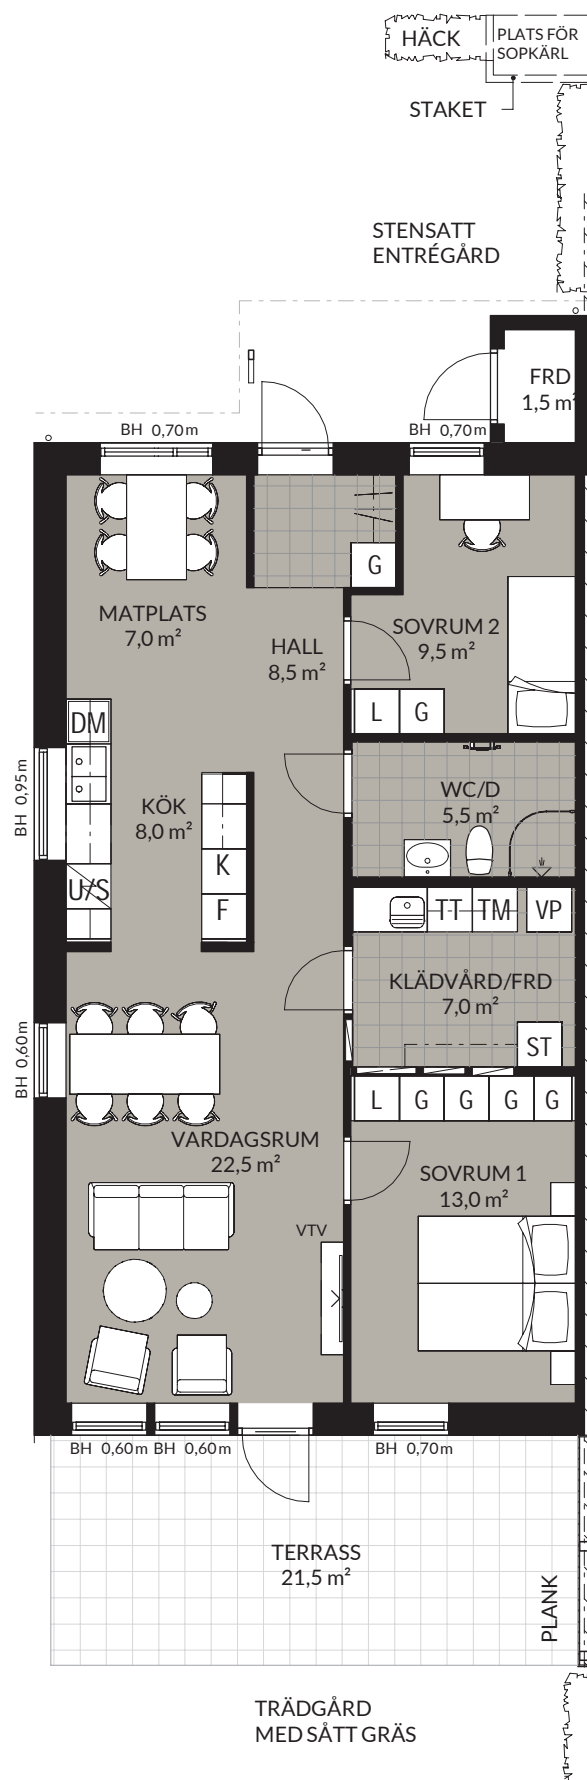 HÄCK
PLATS FÖR
SOPKÄRL
STAKET
STENSATT
ENTRÉGÅRD
FRD
1,5 m²
BH 0,70m
BH 0,70m
G
MATPLATS
7,0 m²
HALL
8,5 m²
SOVRUM 2
9,5 m²
L
G
DM
BH 0,95m
KÖK
8,0 m²
WC/D
5,5 m²
U/S
K
F
TT
TM
VP
KLÄDVÅRD/FRD
7,0 m²
ST
BH 0,60m
L
G
G
G
G
VARDAGSRUM
22,5 m²
SOVRUM 1
13,0 m²
VTV
BH 0,60m
BH 0,60m
BH 0,70m
TERRASS
21,5 m²
PLANK
TRÄDGÅRD
MED SÅTT GRÄS